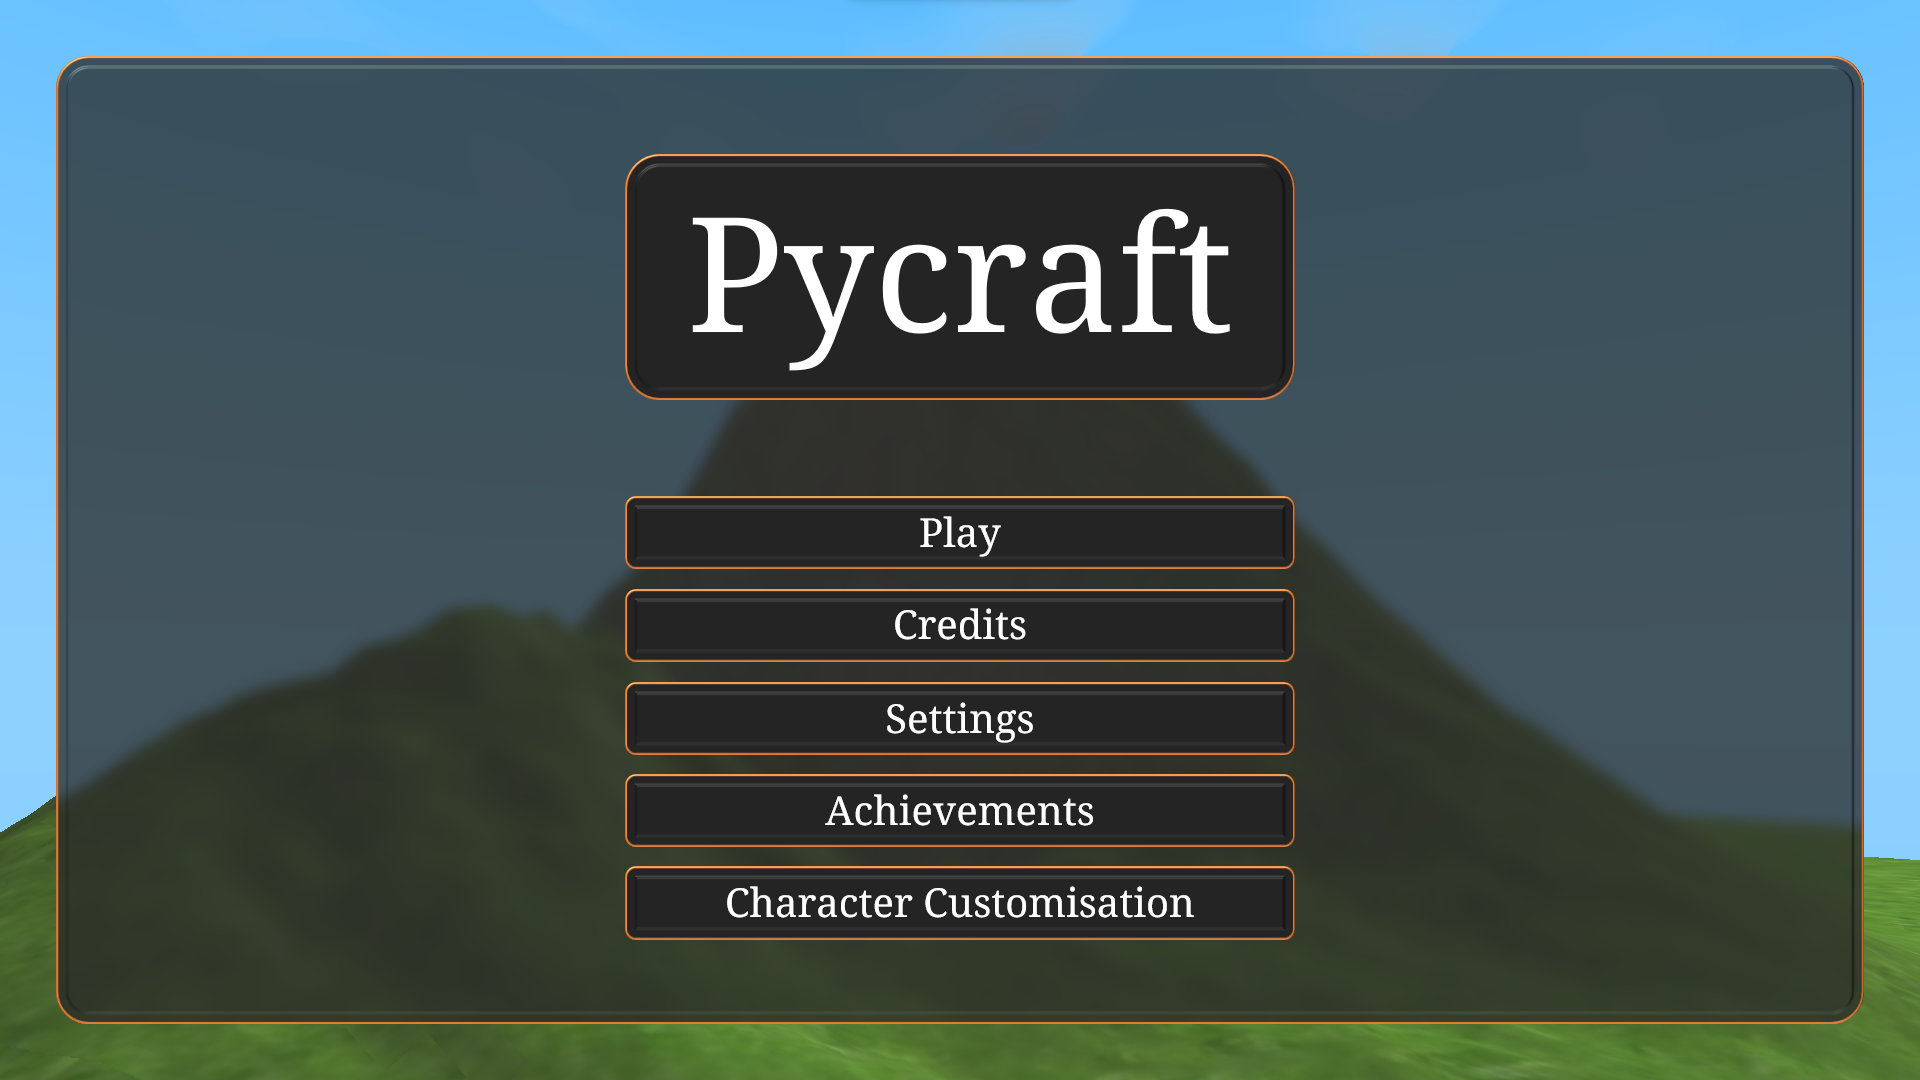 Pycraft
Play
Credits
Settings
Achievements
Character Customisation